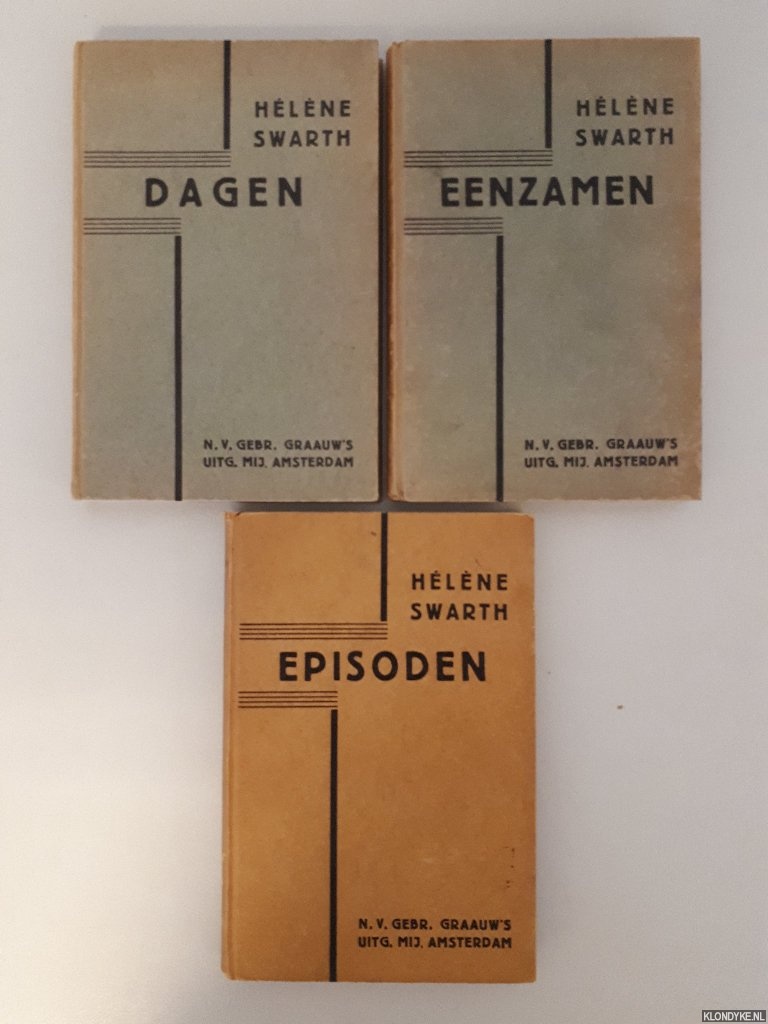 HÉLÈNE
SWARTH
DAGEN
N.V. GEBR. GRAAUW'S
UITG. MIJ. AMSTERDAM
HÉLÈNE
SWARTH
EENZAMEN
N.V. GEBR. GRAAUW'S
UITG. MIJ. AMSTERDAM
HÉLÈNE
SWARTH
EPISODEN
N.V. GEBR. GRAAUW'S
UITG. MIJ. AMSTERDAM
KLONDYKE.NL